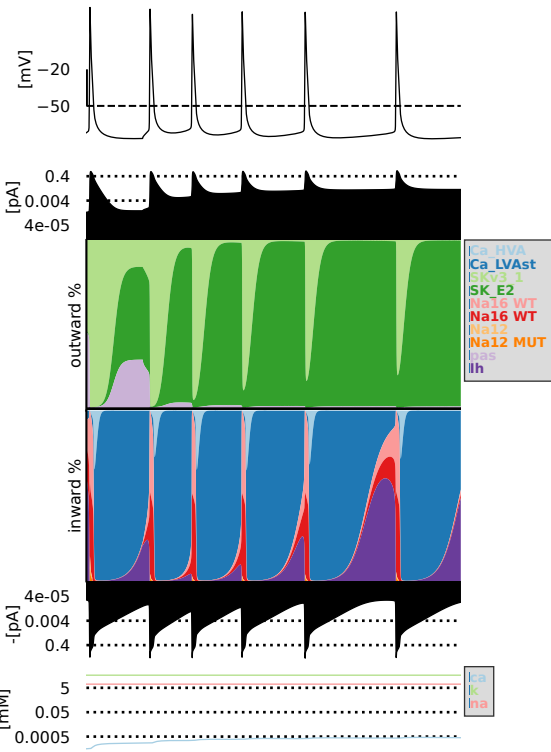 [mV]
−20
−50
[pA]
0.4
0.004
4e-05
outward %
Ca_HVA
Ca_LVAst
SKv3_1
SK_E2
Na16 WT
Na16 WT
Na12
Na12 MUT
pas
Ih
inward %
-[pA]
4e-05
0.004
0.4
[mM]
5
0.05
0.0005
ca
k
na